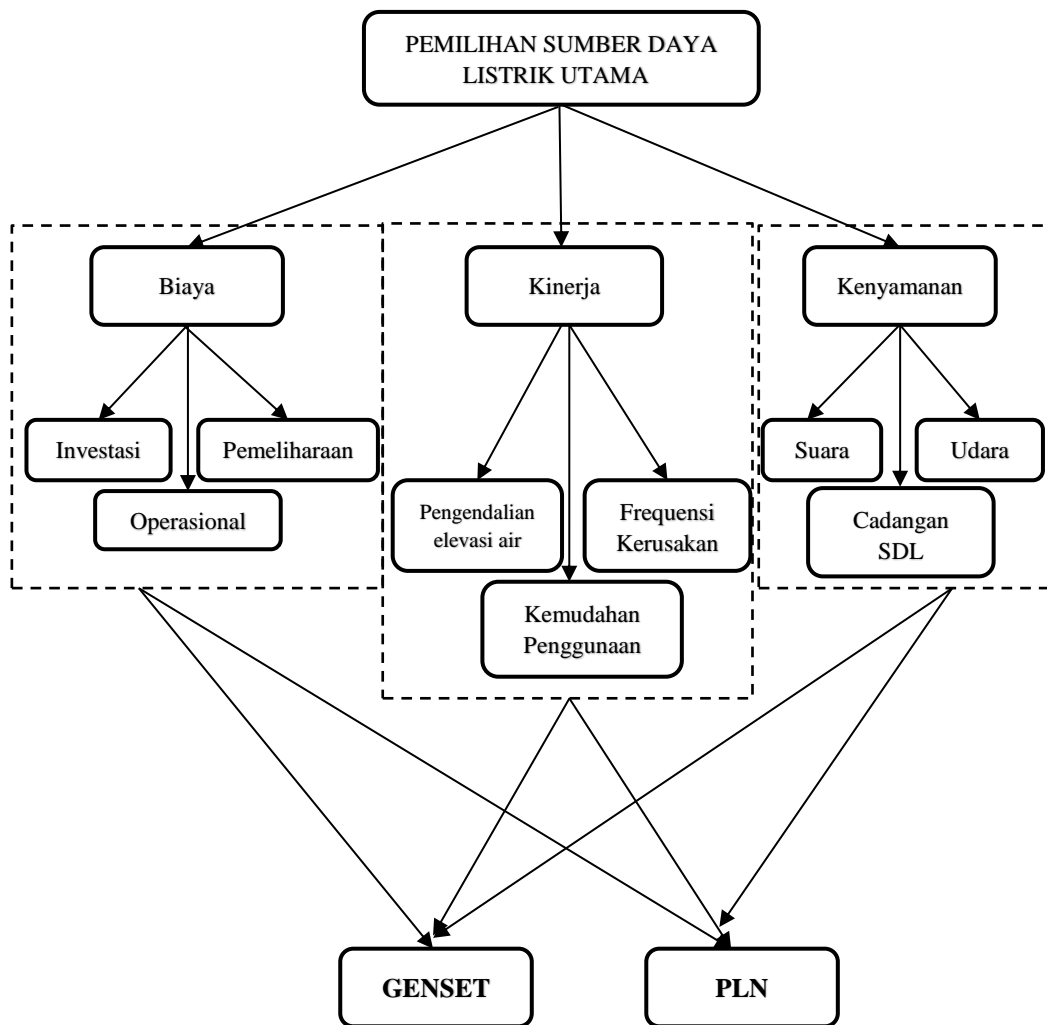 PEMILIHAN SUMBER DAYA
LISTRIK UTAMA
Biaya
Kinerja
Kenyamanan
Investasi
Pemeliharaan
Operasional
Pengendalian
elevasi air
Frequensi
Kerusakan
Kemudahan
Penggunaan
Suara
Udara
Cadangan
SDL
GENSET
PLN